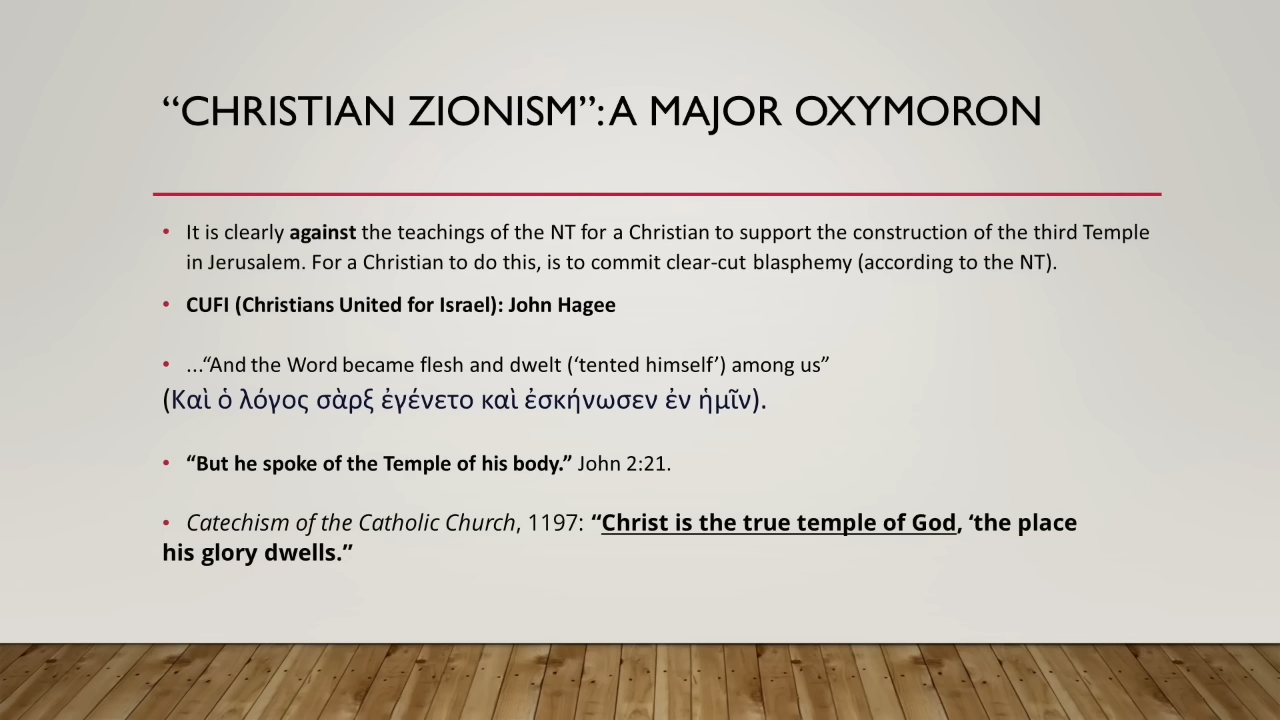 “CHRISTIAN ZIONISM”: A MAJOR OXYMORON
• It is clearly against the teachings of the NT for a Christian to support the construction of the third Temple
in Jerusalem. For a Christian to do this, is to commit clear-cut blasphemy (according to the NT).
• CUFI (Christians United for Israel): John Hagee
• ...“And the Word became flesh and dwelt (‘tented himself’) among us”
(Καὶ ὁ λόγος σὰρξ ἐγένετο καὶ ἐσκήνωσεν ἐν ἡμῖν).
• “But he spoke of the Temple of his body.” John 2:21.
• Catechism of the Catholic Church, 1197: “Christ is the true temple of God, ‘the place
his glory dwells.”